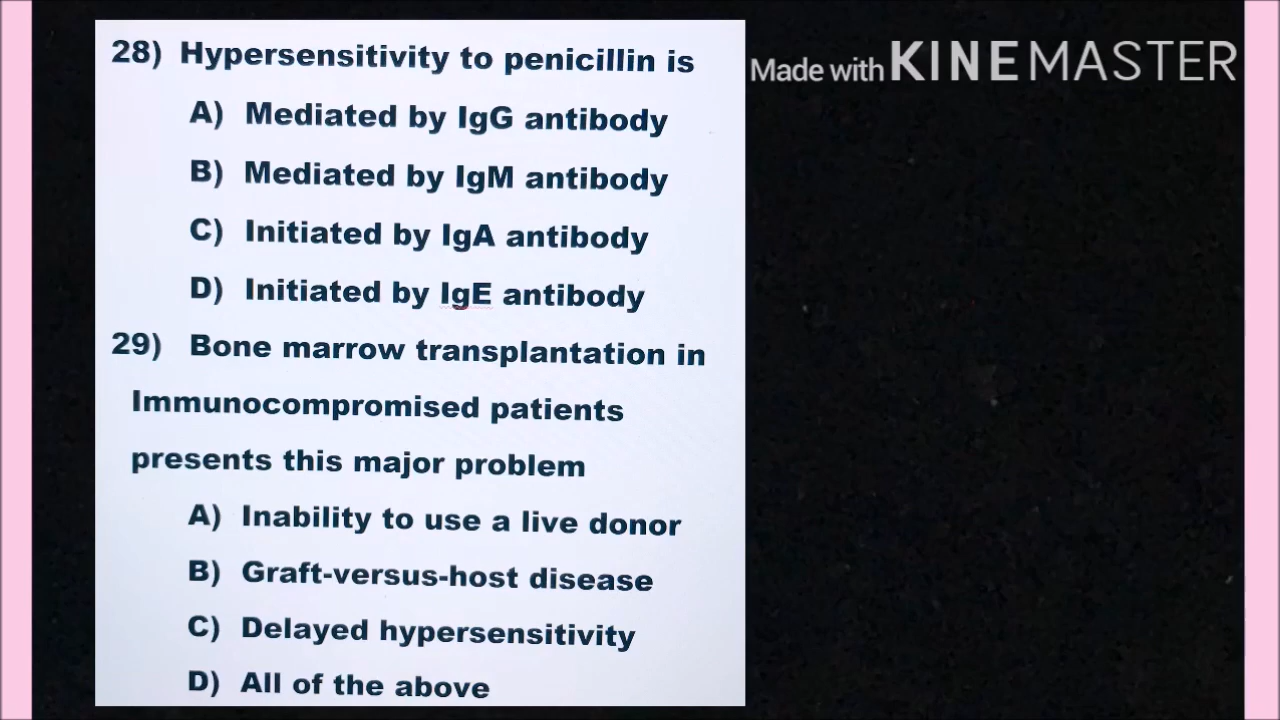 28) Hypersensitivity to penicillin is
A) Mediated by IgG antibody
B) Mediated by IgM antibody
C) Initiated by IgA antibody
D) Initiated by IgE antibody
29) Bone marrow transplantation in
Immunocompromised patients
presents this major problem
A) Inability to use a live donor
B) Graft-versus-host disease
C) Delayed hypersensitivity
D) All of the above
Made with KINEMASTER